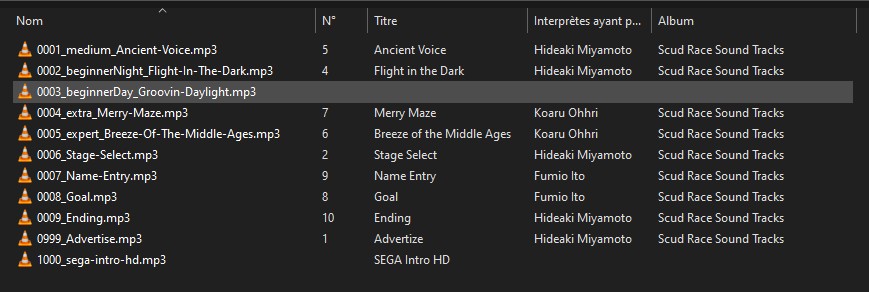 Nom N° Titre Interprètes ayant p... Album
0001_medium_Ancient-Voice.mp3 5 Ancient Voice Hideaki Miyamoto Scud Race Sound Tracks
0002_beginnerNight_Flight-In-The-Dark.mp3 4 Flight in the Dark Hideaki Miyamoto Scud Race Sound Tracks
0003_beginnerDay_Groovin-Daylight.mp3
0004_extra_Merry-Maze.mp3 7 Merry Maze Koaru Ohhri Scud Race Sound Tracks
0005_expert_Breeze-Of-The-Middle-Ages.mp3 6 Breeze of the Middle Ages Koaru Ohhri Scud Race Sound Tracks
0006_Stage-Select.mp3 2 Stage Select Hideaki Miyamoto Scud Race Sound Tracks
0007_Name-Entry.mp3 9 Name Entry Fumio Ito Scud Race Sound Tracks
0008_Goal.mp3 8 Goal Fumio Ito Scud Race Sound Tracks
0009_Ending.mp3 10 Ending Hideaki Miyamoto Scud Race Sound Tracks
0999_Advertise.mp3 1 Advertize Hideaki Miyamoto Scud Race Sound Tracks
1000_sega-intro-hd.mp3 SEGA Intro HD